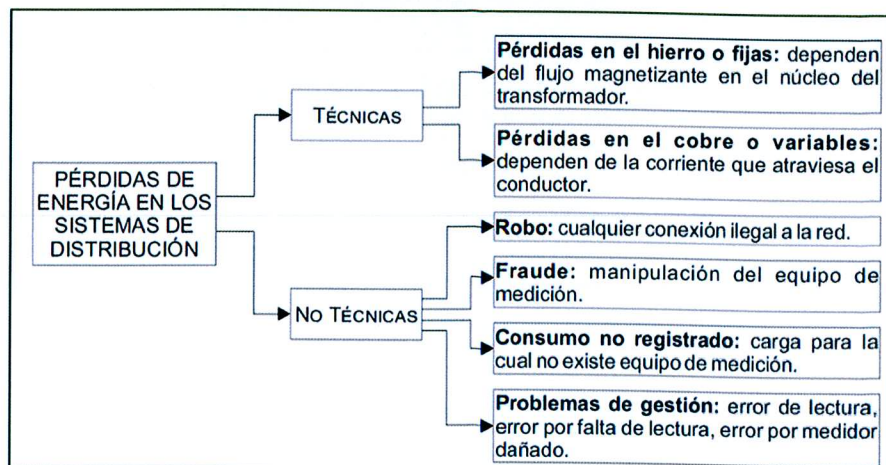 PÉRDIDAS DE
ENERGÍA EN LOS
SISTEMAS DE
DISTRIBUCIÓN
TÉCNICAS
Pérdidas en el hierro o fijas: dependen
del flujo magnetizante en el núcleo del
transformador.
Pérdidas en el cobre o variables:
dependen de la corriente que atraviesa el
conductor.
NO TÉCNICAS
Robo: cualquier conexión ilegal a la red.
Fraude: manipulación del equipo de
medición.
Consumo no registrado: carga para la
cual no existe equipo de medición.
Problemas de gestión: error de lectura,
error por falta de lectura, error por medidor
dañado.